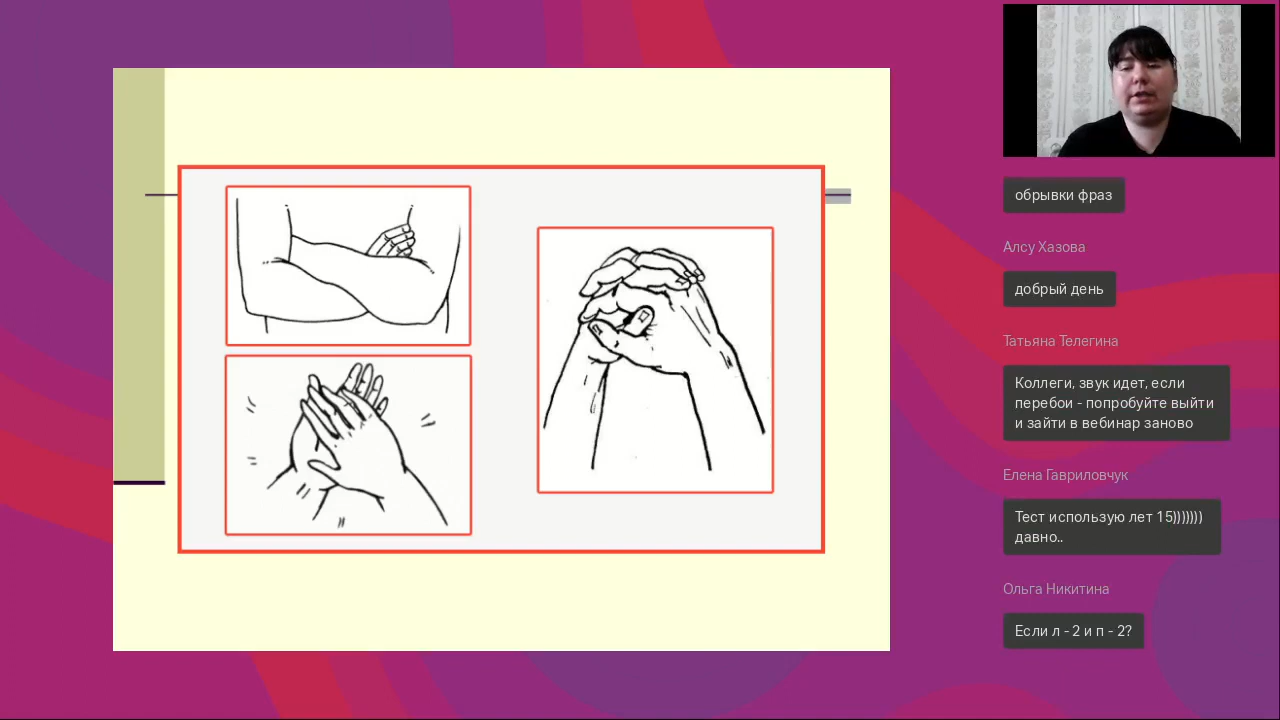 обрывки фраз
Алсу Хазова
добрый день
Татьяна Телегина
Коллеги, звук идет, если
перебои - попробуйте выйти
и зайти в вебинар заново
Елена Гавриловчук
Тест использую лет 15)))))))
давно..
Ольга Никитина
Если л - 2 и п - 2?